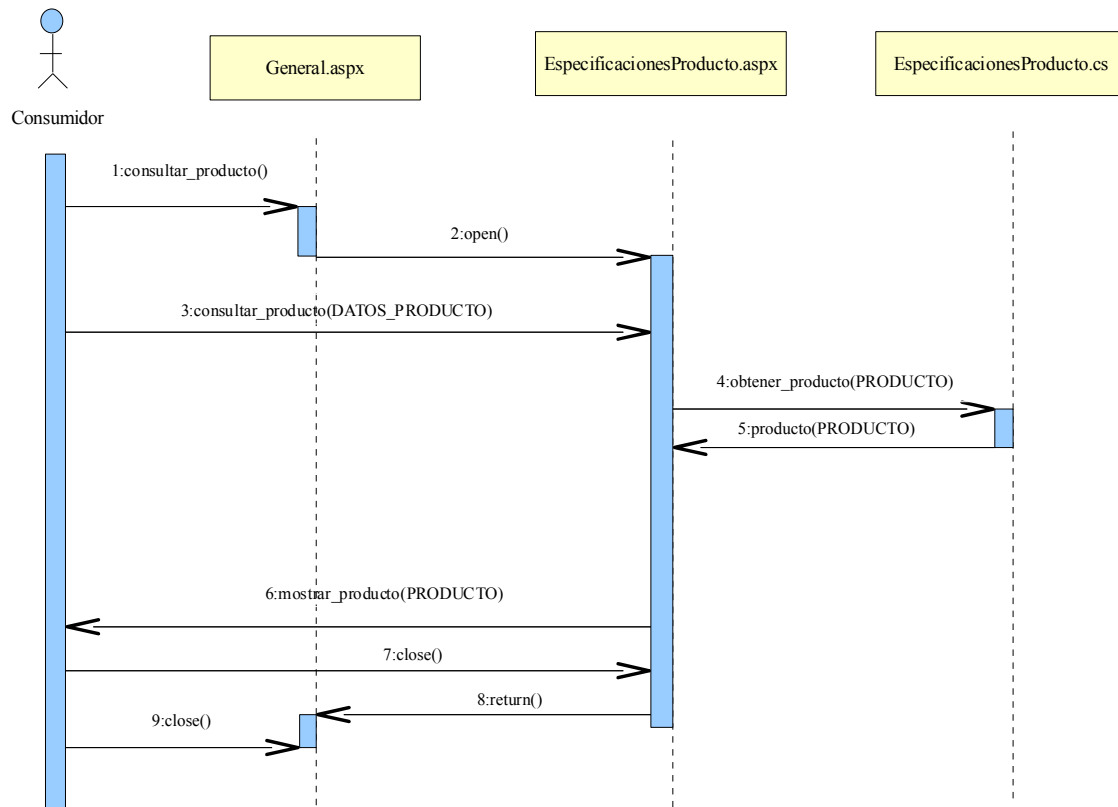 General.aspx
EspecificacionesProducto.aspx
EspecificacionesProducto.cs
Consumidor
1:consultar_producto()
2:open()
3:consultar_producto(DATOS_PRODUCTO)
4:obtener_producto(PRODUCTO)
5:producto(PRODUCTO)
6:mostrar_producto(PRODUCTO)
7:close()
8:return()
9:close()